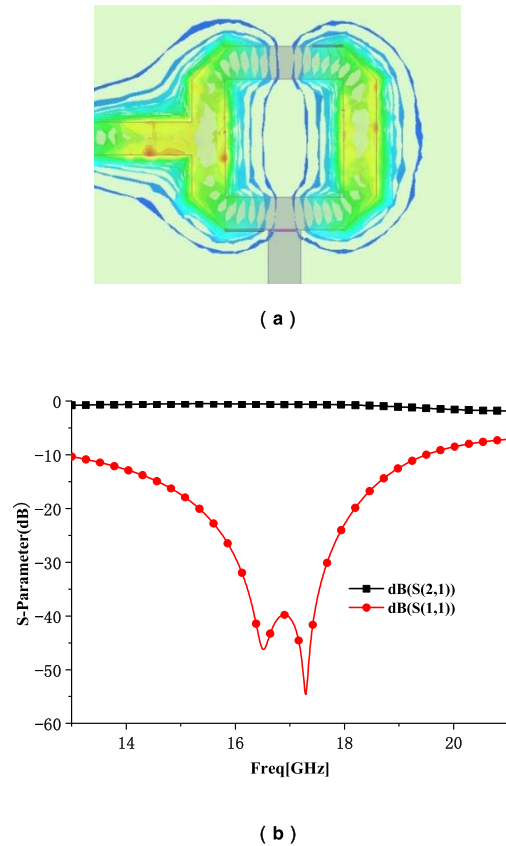 ( a )
0
−10
−20
−30
−40
−50
−60
S-Parameter(dB)
dB(S(2,1))
dB(S(1,1))
14 16 18 20
Freq[GHz]
( b )